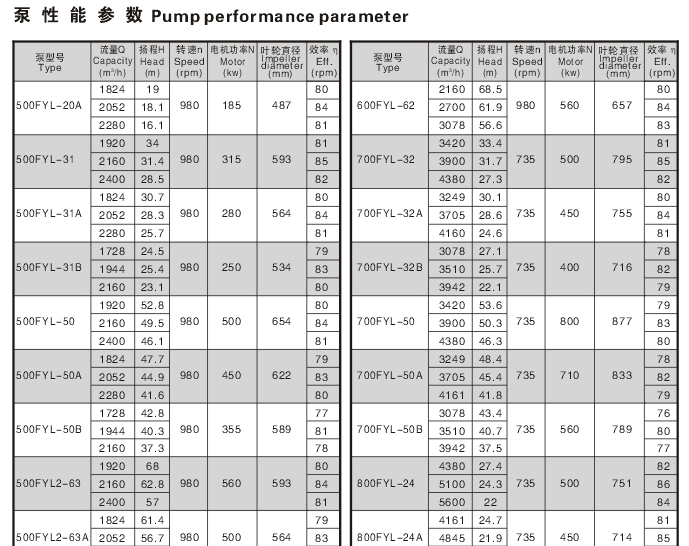 泵性能参数 Pump performance parameter
泵型号 Type | 流量Q Capacity (m³/h) | 扬程H Head (m) | 转速n Speed (rpm) | 电机功率N Motor (kw) | 叶轮直径 Impeller diameter (mm) | 效率 η Eff. (rpm)
500FYL-20A 980 185 487
1824 19 80
2052 18.1 84
2280 16.1 81
500FYL-31 980 315 593
1920 34 81
2160 31.4 85
2400 28.5 82
500FYL-31A 980 280 564
1824 30.7 80
2052 28.3 84
2280 25.7 81
500FYL-31B 980 250 534
1728 24.5 79
1944 25.4 83
2160 23.1 80
500FYL-50 980 500 654
1920 52.8 80
2160 49.5 84
2400 46.1 81
500FYL-50A 980 450 622
1824 47.7 79
2052 44.9 83
2280 41.6 80
500FYL-50B 980 355 589
1728 42.8 77
1944 40.3 81
2160 37.3 78
500FYL2-63 980 560 593
1920 68 80
2160 62.8 84
2400 57 81
500FYL2-63A 980 500 564
1824 61.4 79
2052 56.7 83
泵型号 Type | 流量Q Capacity (m³/h) | 扬程H Head (m) | 转速n Speed (rpm) | 电机功率N Motor (kw) | 叶轮直径 Impeller diameter (mm) | 效率 η Eff. (rpm)
600FYL-62 980 560 657
2160 68.5 80
2700 61.9 84
3078 56.6 83
700FYL-32 735 500 795
3420 33.4 81
3900 31.7 85
4380 27.3 82
700FYL-32A 735 450 755
3249 30.1 80
3705 28.6 84
4160 24.6 81
700FYL-32B 735 400 716
3078 27.1 78
3510 25.7 82
3942 22.1 79
700FYL-50 735 800 877
3420 53.6 79
3900 50.3 83
4380 46.3 80
700FYL-50A 735 710 833
3249 48.4 78
3705 45.4 82
4161 41.8 79
700FYL-50B 735 560 789
3078 43.4 76
3510 40.7 80
3942 37.5 77
800FYL-24 735 500 751
4380 27.4 82
5100 24.3 86
5600 22 84
800FYL-24A 735 450 714
4161 24.7 81
4845 21.9 85